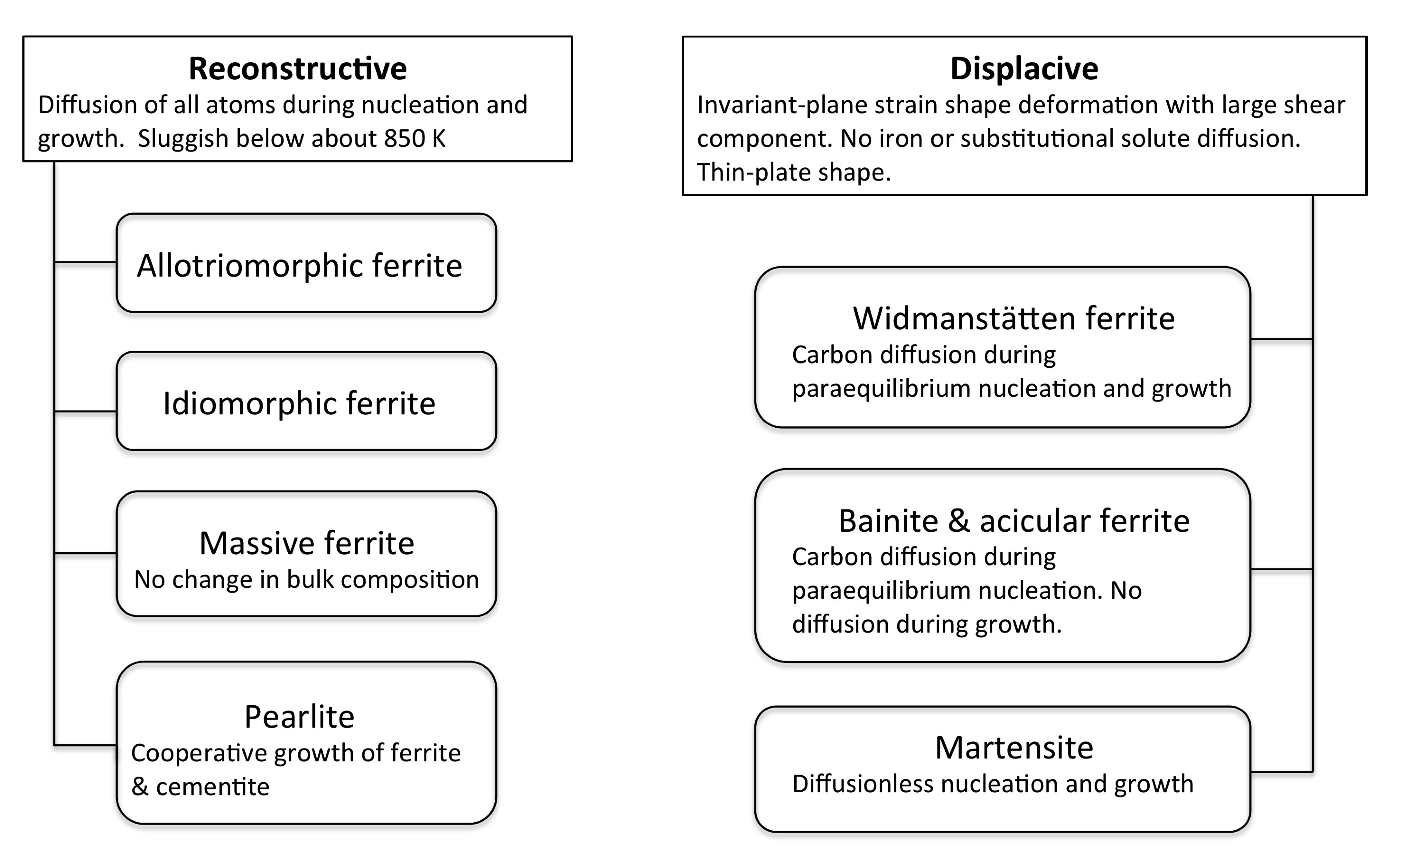 Reconstructive
Diffusion of all atoms during nucleation and
growth.  Sluggish below about 850 K
Allotriomorphic ferrite
Idiomorphic ferrite
Massive ferrite
No change in bulk composition
Pearlite
Cooperative growth of ferrite
& cementite
Displacive
Invariant-plane strain shape deformation with large shear
component. No iron or substitutional solute diffusion.
Thin-plate shape.
Widmanstätten ferrite
Carbon diffusion during
paraequilibrium nucleation and growth
Bainite & acicular ferrite
Carbon diffusion during
paraequilibrium nucleation. No
diffusion during growth.
Martensite
Diffusionless nucleation and growth